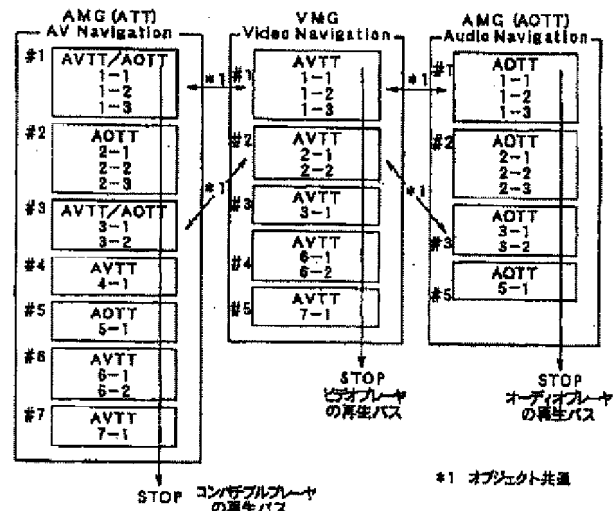 AMG (ATT)
AV Navigation
#1
AVTT/AOTT
1-1
1-2
1-3
#2
AOTT
2-1
2-2
2-3
#3
AVTT/AOTT
3-1
3-2
#4
AVTT
4-1
#5
AOTT
5-1
#6
AVTT
6-1
6-2
#7
AVTT
7-1
STOP
コンパチブルプレーヤ
の再生パス
*1
*1
VMG
Video Navigation
#1
AVTT
1-1
1-2
1-3
#2
AVTT
2-1
2-2
#3
AVTT
3-1
#4
AVTT
6-1
6-2
#5
AVTT
7-1
STOP
ビデオプレーヤ
の再生パス
*1
*1
AMG (AOTT)
Audio Navigation
#1
AOTT
1-1
1-2
1-3
#2
AOTT
2-1
2-2
2-3
#3
AOTT
3-1
3-2
#5
AOTT
5-1
STOP
オーディオプレーヤ
の再生パス
*1 オブジェクト共通